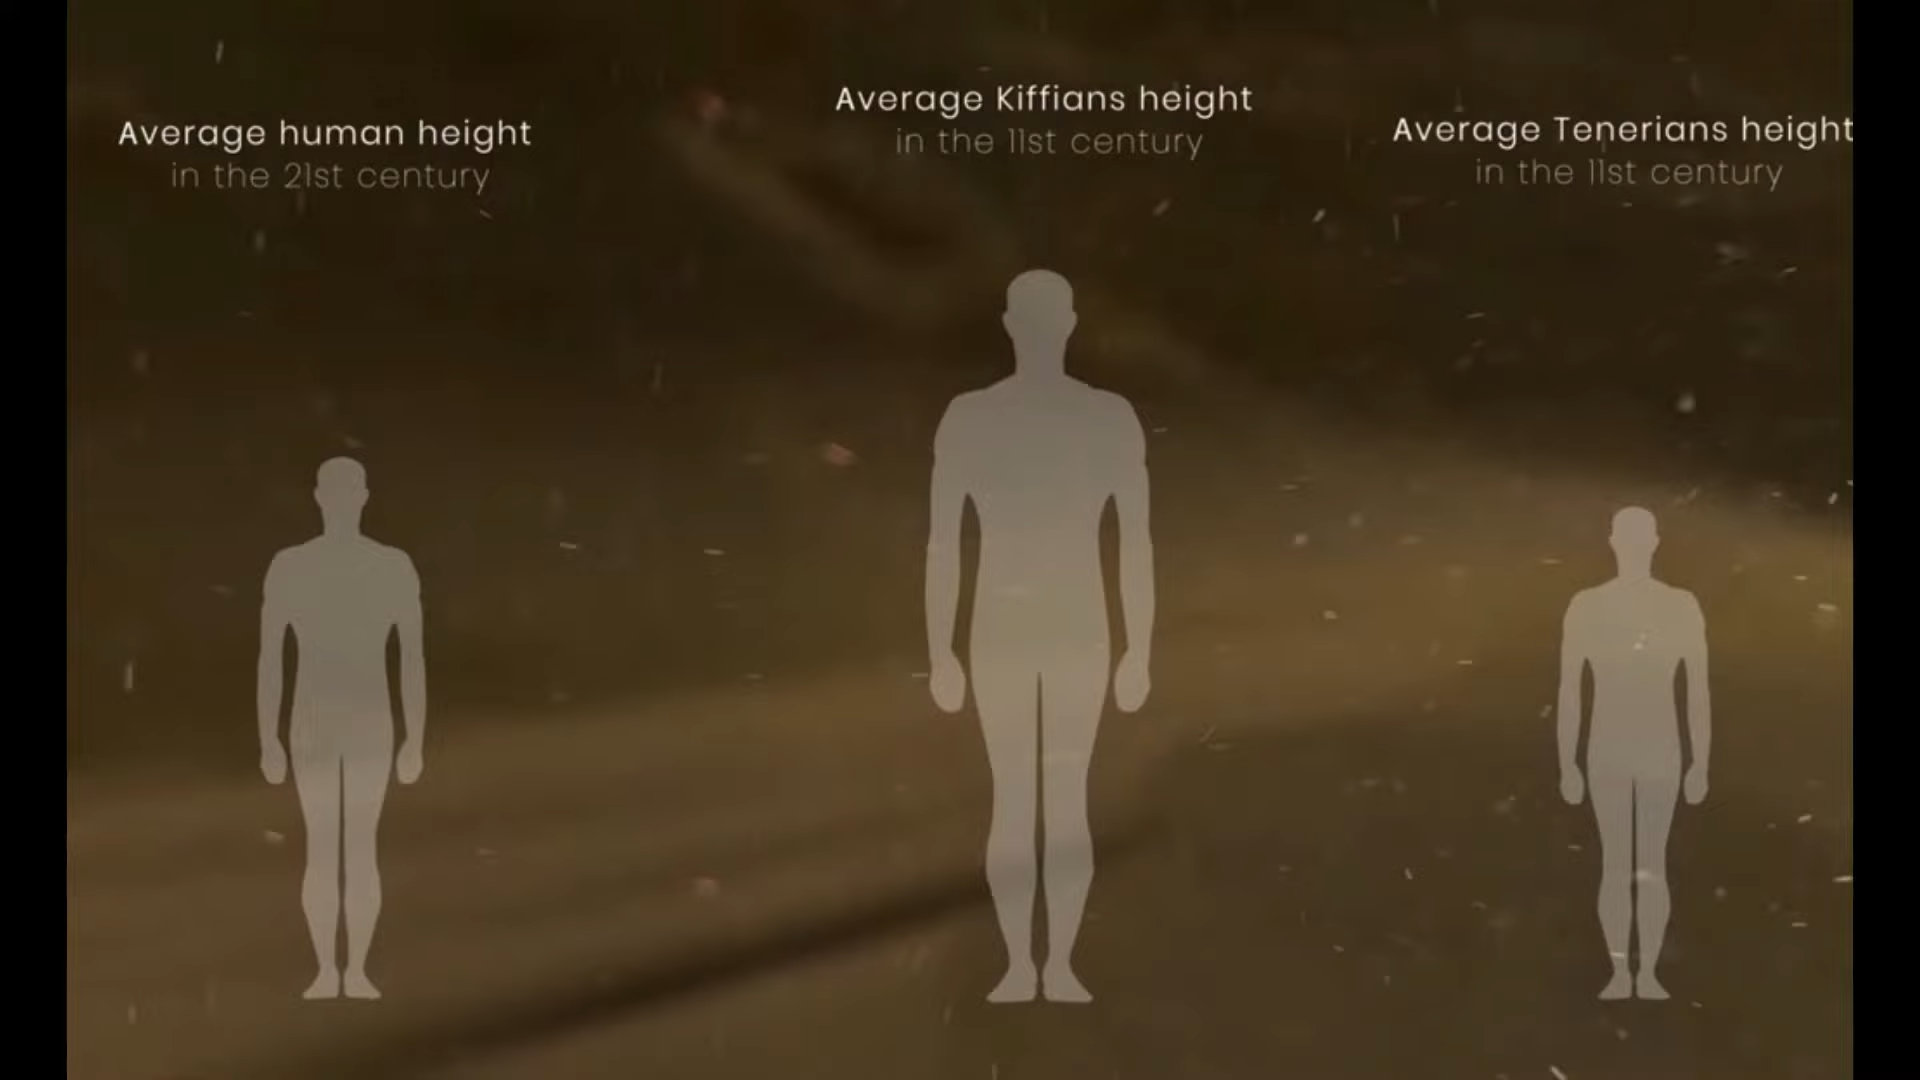 Average human height
in the 21st century
Average Kiffians height
in the 11st century
Average Tenerians height
in the 11st century